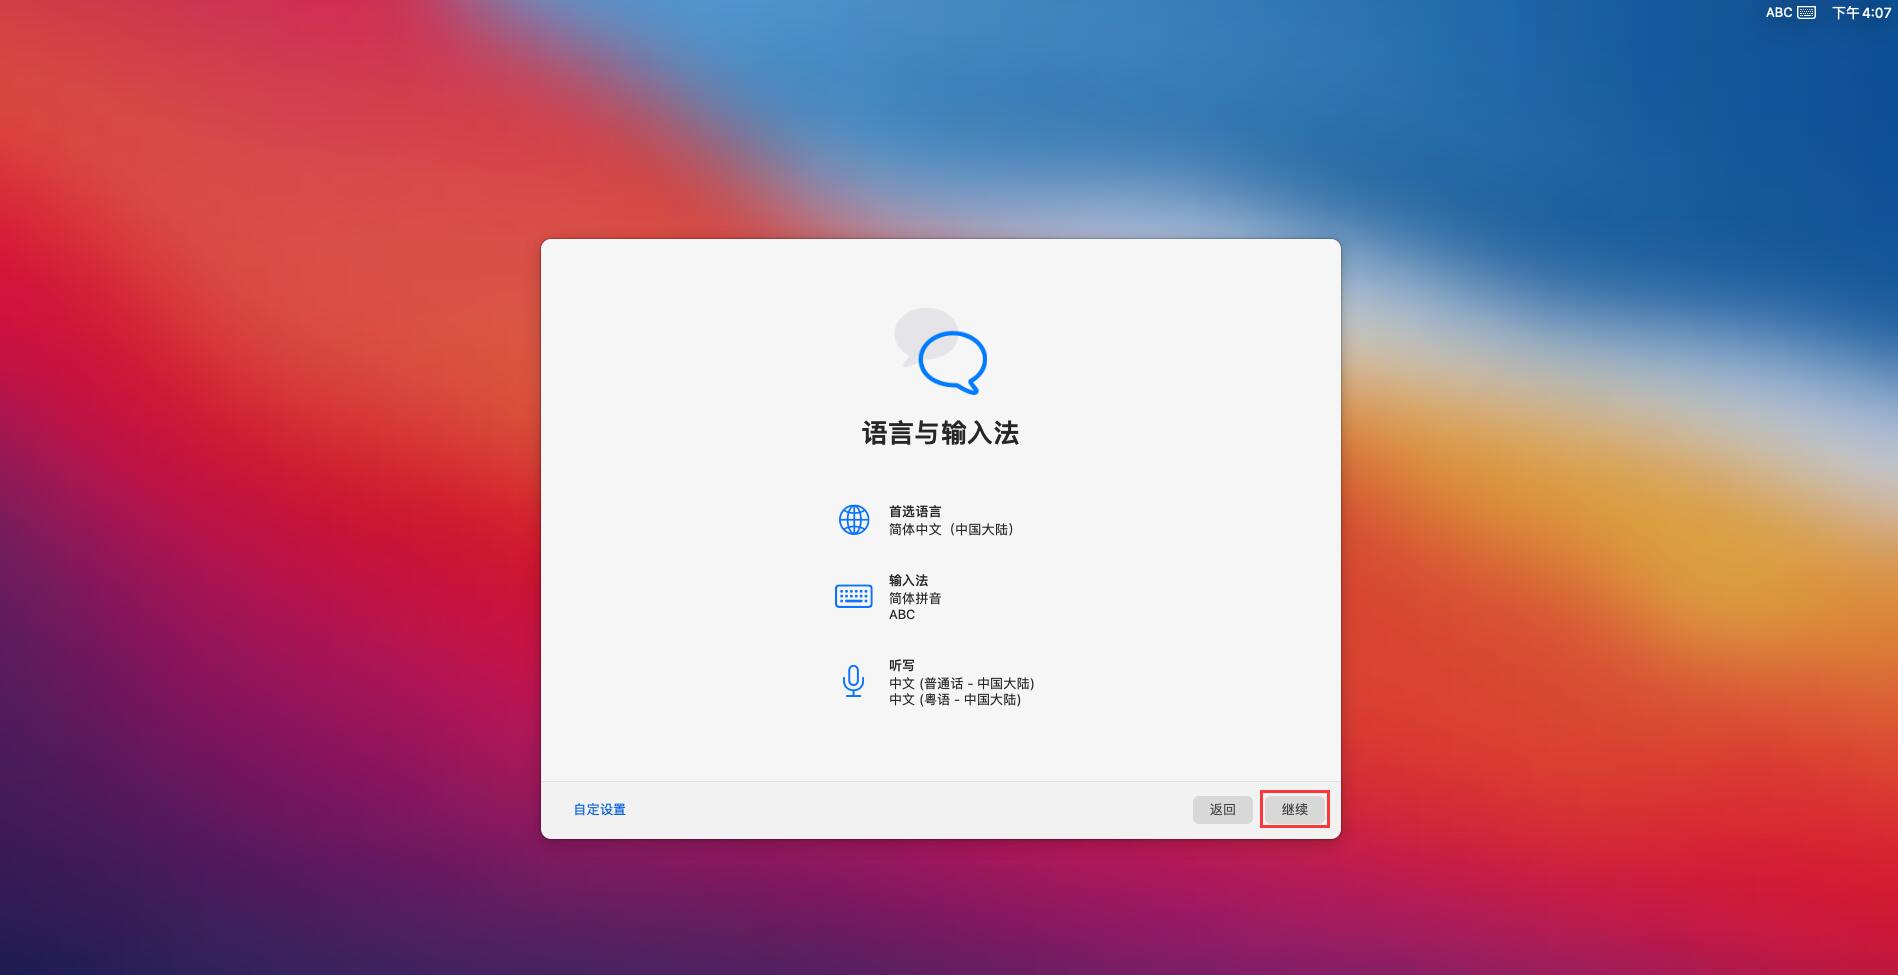 ABC 下午4:07
语言与输入法
首选语言
简体中文（中国大陆）
输入法
简体拼音
ABC
听写
中文 (普通话 - 中国大陆)
中文 (粤语 - 中国大陆)
自定设置 返回 继续